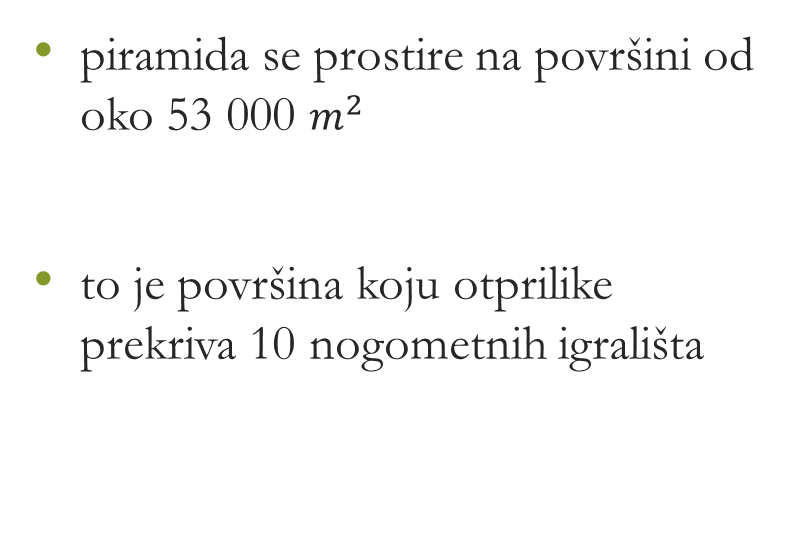 • piramida se prostire na površini od
oko 53 000 m²
• to je površina koju otprilike
prekriva 10 nogometnih igrališta